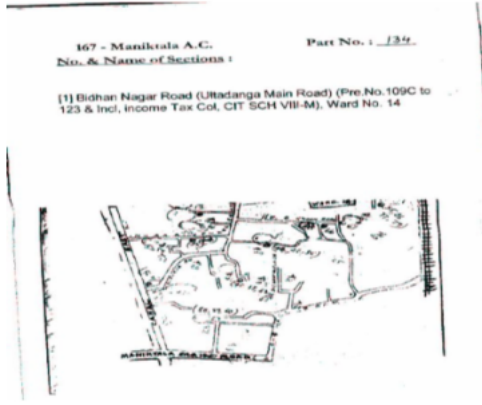 167 - Maniktala A.C.
Part No. : 134
No. & Name of Sections :
[1] Bidhan Nagar Road (Ultadanga Main Road) (Pre.No.109C to
123 & Incl, income Tax Col, CIT SCH VIII-M), Ward No. 14
MANIKTALA MAIN ROAD